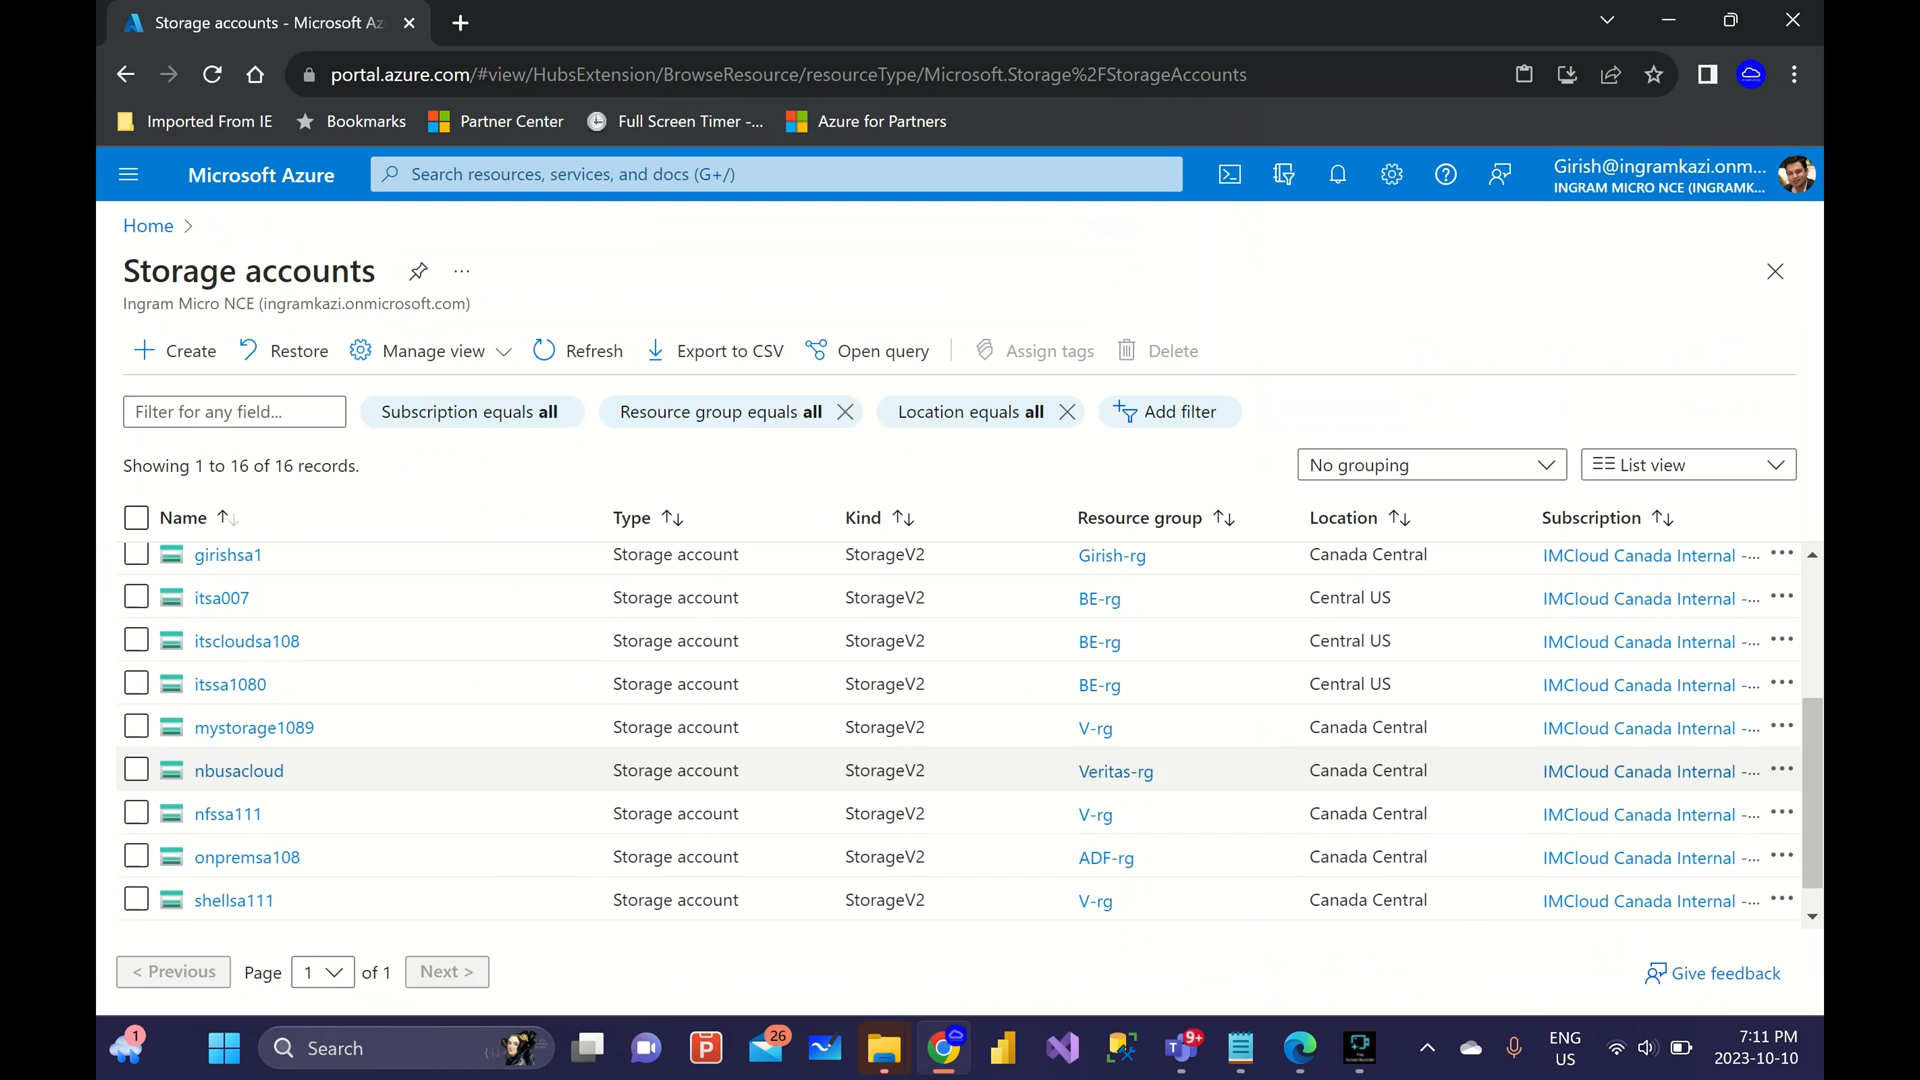 Storage accounts - Microsoft Az
portal.azure.com/#view/HubsExtension/BrowseResource/resourceType/Microsoft.Storage%2FStorageAccounts
Imported From IE Bookmarks Partner Center Full Screen Timer -... Azure for Partners
Microsoft Azure Search resources, services, and docs (G+/) Girish@ingramkazi.onm...
INGRAM MICRO NCE (INGRAMK...
Home >
Storage accounts ...
Ingram Micro NCE (ingramkazi.onmicrosoft.com)
Create Restore Manage view Refresh Export to CSV Open query Assign tags Delete
Filter for any field... Subscription equals all Resource group equals all Location equals all Add filter
Showing 1 to 16 of 16 records. No grouping List view
Name Type Kind Resource group Location Subscription
girishsa1 Storage account StorageV2 Girish-rg Canada Central IMCloud Canada Internal -...
itsa007 Storage account StorageV2 BE-rg Central US IMCloud Canada Internal -...
itscloudsa108 Storage account StorageV2 BE-rg Central US IMCloud Canada Internal -...
itssa1080 Storage account StorageV2 BE-rg Central US IMCloud Canada Internal -...
mystorage1089 Storage account StorageV2 V-rg Canada Central IMCloud Canada Internal -...
nbusacloud Storage account StorageV2 Veritas-rg Canada Central IMCloud Canada Internal -...
nfssa111 Storage account StorageV2 V-rg Canada Central IMCloud Canada Internal -...
onpremsa108 Storage account StorageV2 ADF-rg Canada Central IMCloud Canada Internal -...
shellsa111 Storage account StorageV2 V-rg Canada Central IMCloud Canada Internal -...
< Previous Page 1 of 1 Next > Give feedback
1 Search 26 9+ ENG 7:11 PM
US 2023-10-10